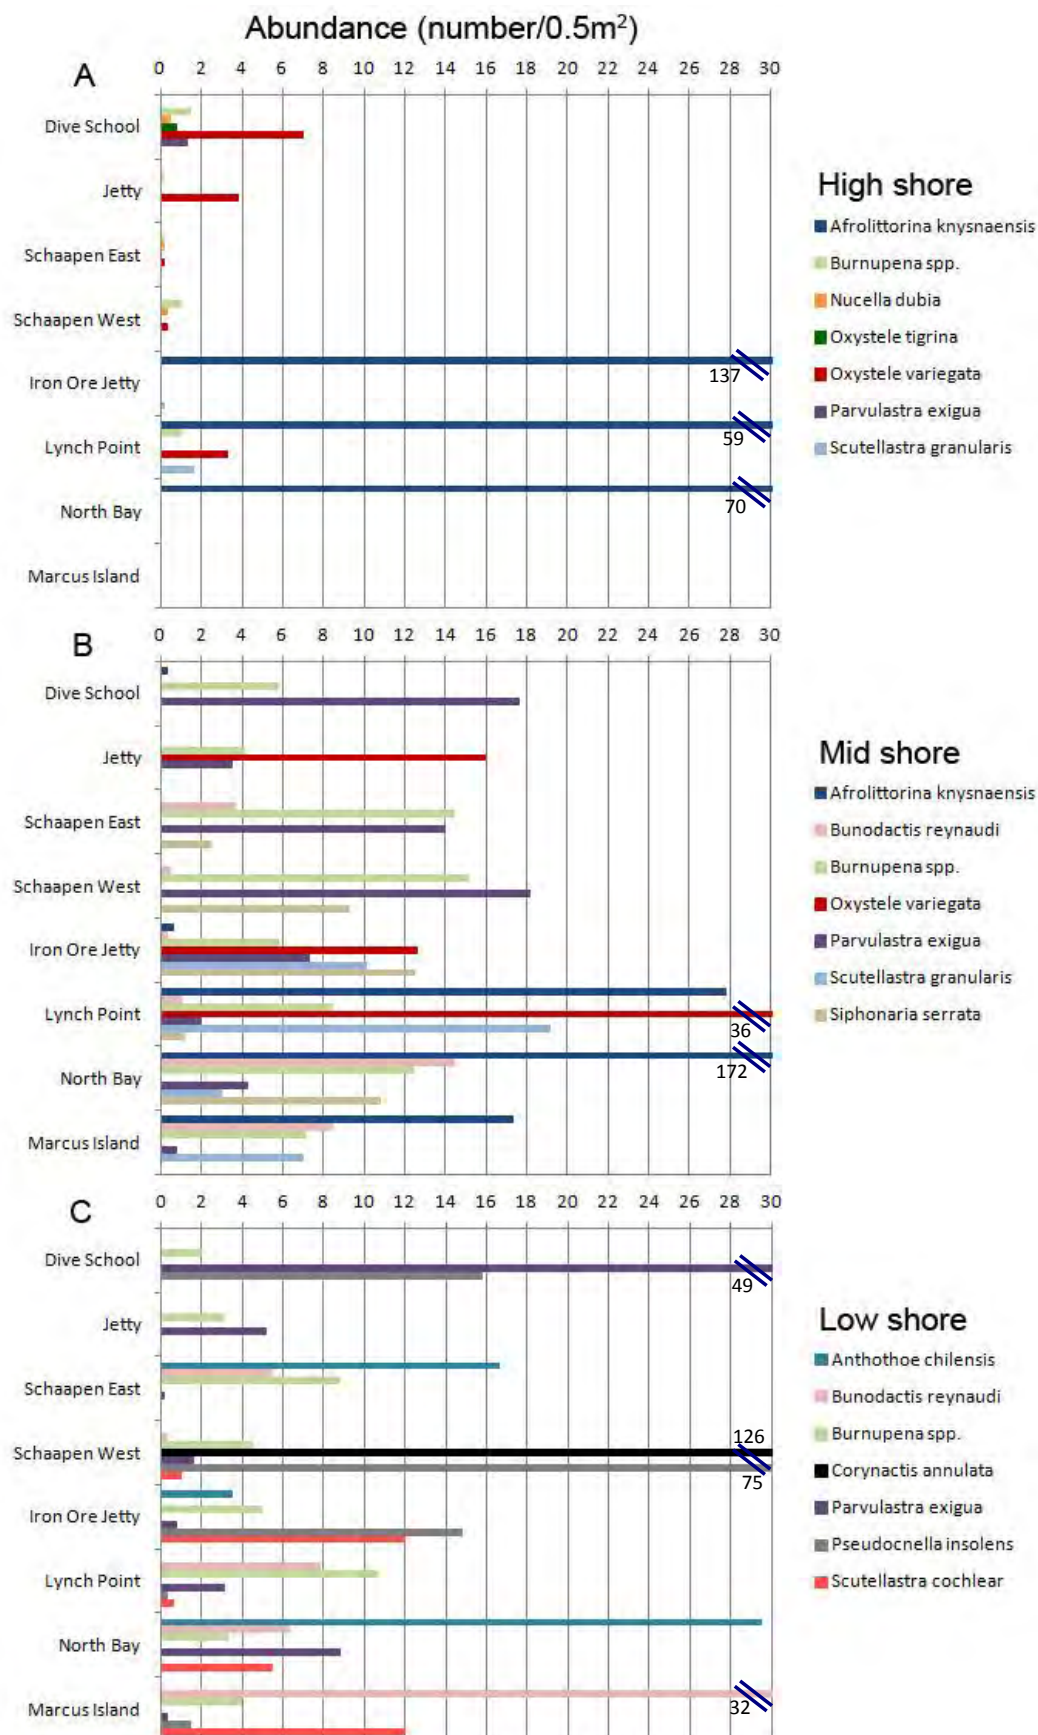 Abundance (number/0.5m²)
A
0 2 4 6 8 10 12 14 16 18 20 22 24 26 28 30
Dive School
Jetty
Schaapen East
Schaapen West
Iron Ore Jetty
137
Lynch Point
59
North Bay
70
Marcus Island
High shore
Afrolittorina knysnaensis
Burnupena spp.
Nucella dubia
Oxystele tigrina
Oxystele variegata
Parvulastra exigua
Scutellastra granularis
B
0 2 4 6 8 10 12 14 16 18 20 22 24 26 28 30
Dive School
Jetty
Schaapen East
Schaapen West
Iron Ore Jetty
Lynch Point
36
172
North Bay
Marcus Island
Mid shore
Afrolittorina knysnaensis
Bunodactis reynaudi
Burnupena spp.
Oxystele variegata
Parvulastra exigua
Scutellastra granularis
Siphonaria serrata
C
0 2 4 6 8 10 12 14 16 18 20 22 24 26 28 30
Dive School
49
Jetty
Schaapen East
126
Schaapen West
75
Iron Ore Jetty
Lynch Point
North Bay
Marcus Island
32
Low shore
Anthothoe chilensis
Bunodactis reynaudi
Burnupena spp.
Corynactis annulata
Parvulastra exigua
Pseudocnella insolens
Scutellastra cochlear